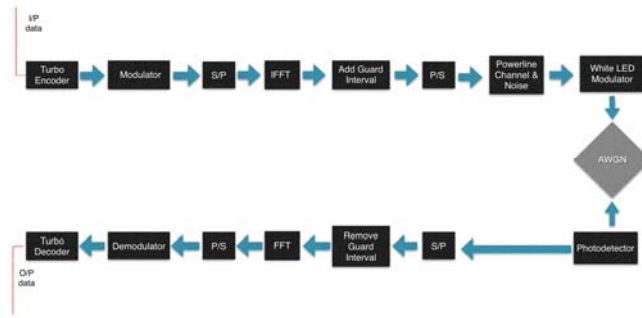 I/P
data
Turbo
Encoder
Modulator
S/P
IFFT
Add Guard
Interval
P/S
Powerline
Channel &
Noise
White LED
Modulator
AWGN
Turbo
Decoder
Demodulator
P/S
FFT
Remove
Guard
Interval
S/P
Photodetector
O/P
data